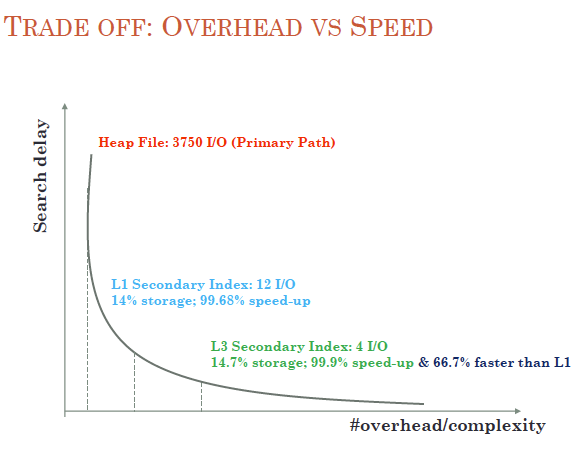 TRADE OFF: OVERHEAD VS SPEED
Search delay
Heap File: 3750 I/O (Primary Path)
L1 Secondary Index: 12 I/O
14% storage; 99.68% speed-up
L3 Secondary Index: 4 I/O
14.7% storage; 99.9% speed-up & 66.7% faster than L1
#overhead/complexity